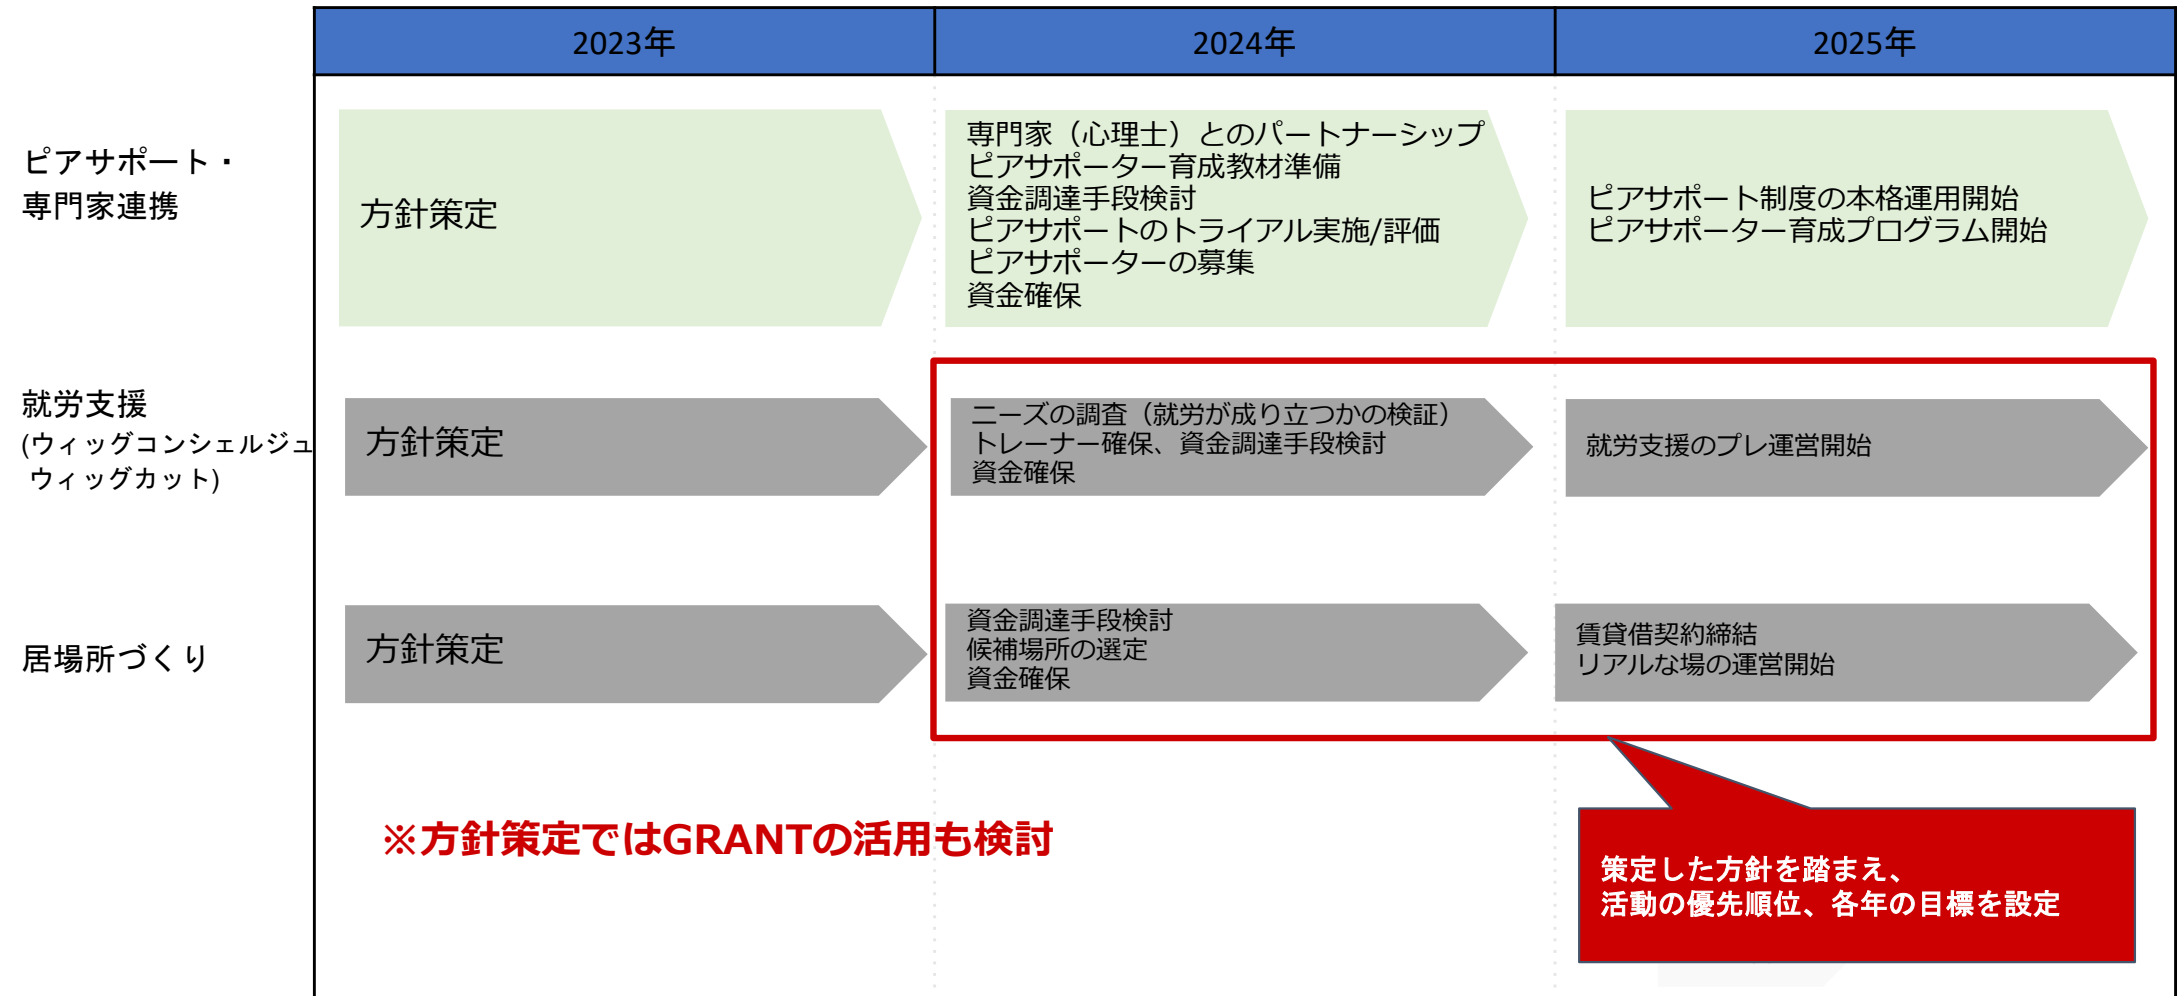 2023年
2024年
2025年
ピアサポート・
専門家連携
方針策定
専門家（心理士）とのパートナーシップ
ピアサポーター育成教材準備
資金調達手段検討
ピアサポートのトライアル実施/評価
ピアサポーターの募集
資金確保
ピアサポート制度の本格運用開始
ピアサポーター育成プログラム開始
就労支援
(ウィッグコンシェルジュ
ウィッグカット)
方針策定
ニーズの調査（就労が成り立つかの検証）
トレーナー確保、資金調達手段検討
資金確保
就労支援のプレ運営開始
居場所づくり
方針策定
資金調達手段検討
候補場所の選定
資金確保
賃貸借契約締結
リアルな場の運営開始
※方針策定ではGRANTの活用も検討
策定した方針を踏まえ、
活動の優先順位、各年の目標を設定